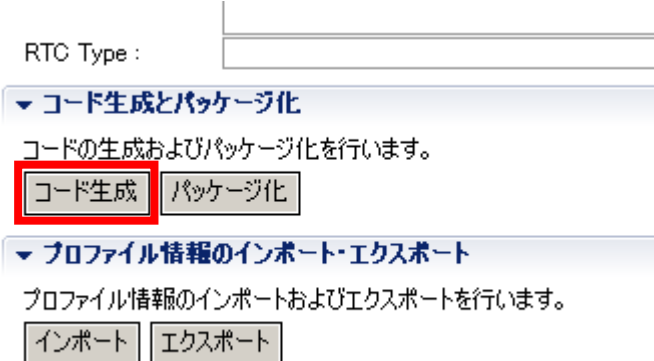 RTC Type :
コード生成とパッケージ化
コードの生成およびパッケージ化を行います。
コード生成 パッケージ化
プロファイル情報のインポート・エクスポート
プロファイル情報のインポートおよびエクスポートを行います。
インポート エクスポート